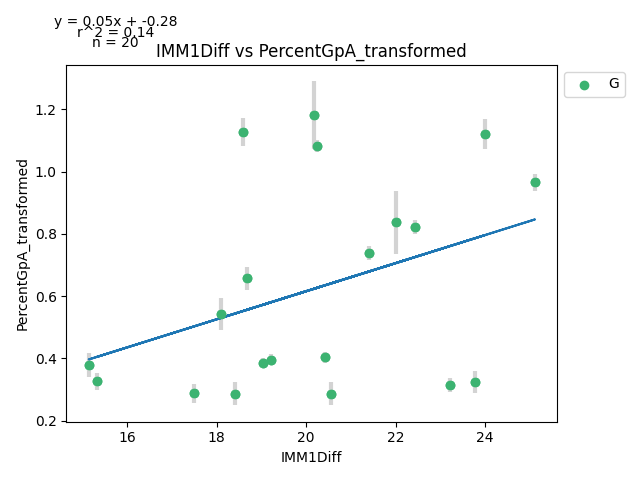 y = 0.05x + -0.28
r^2 = 0.14
n = 20
IMM1Diff vs PercentGpA_transformed
G
PercentGpA_transformed
1.2
1.0
0.8
0.6
0.4
0.2
16 18 20 22 24
IMM1Diff